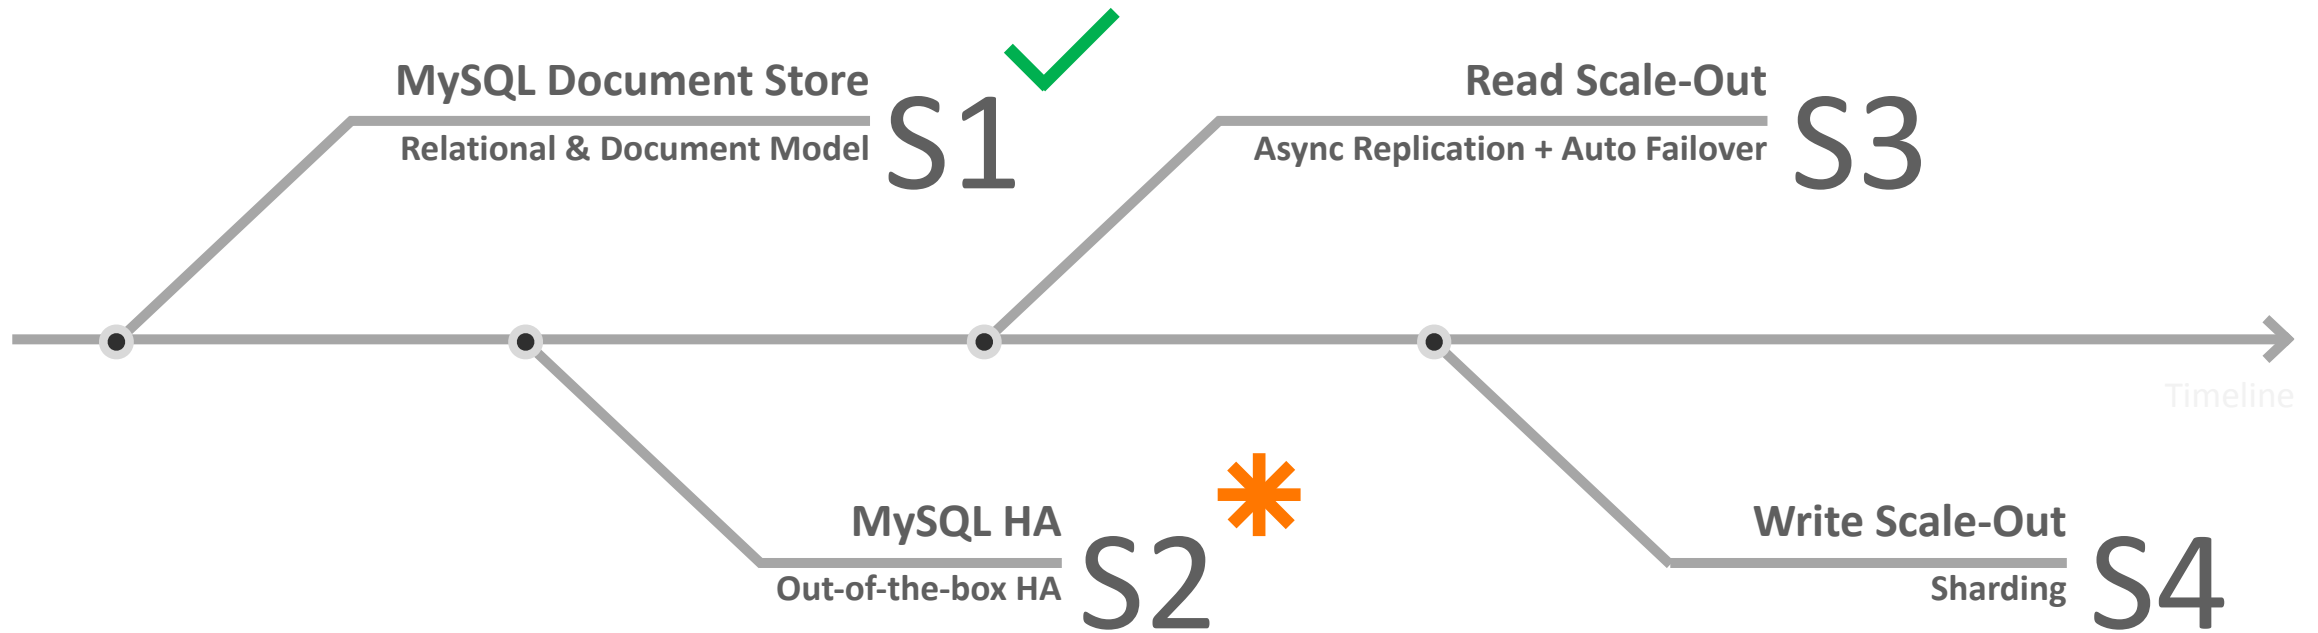 MySQL Document Store
Relational & Document Model
S1
Read Scale-Out
Async Replication + Auto Failover
S3
Timeline
MySQL HA
Out-of-the-box HA
S2
Write Scale-Out
Sharding
S4